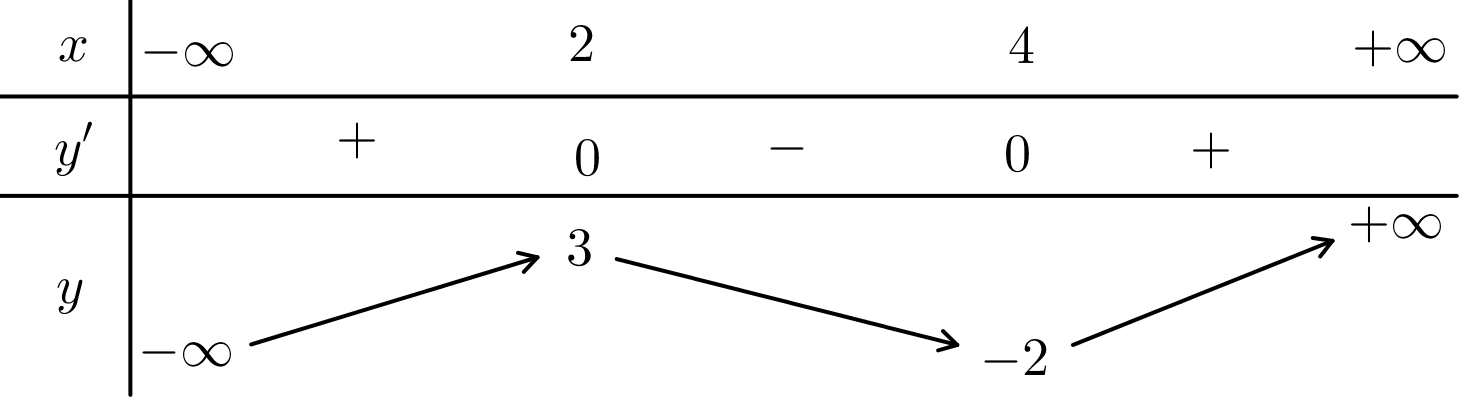 x −∞ 2 4 +∞
y′ + 0 − 0 +
y −∞ 3 −2 +∞